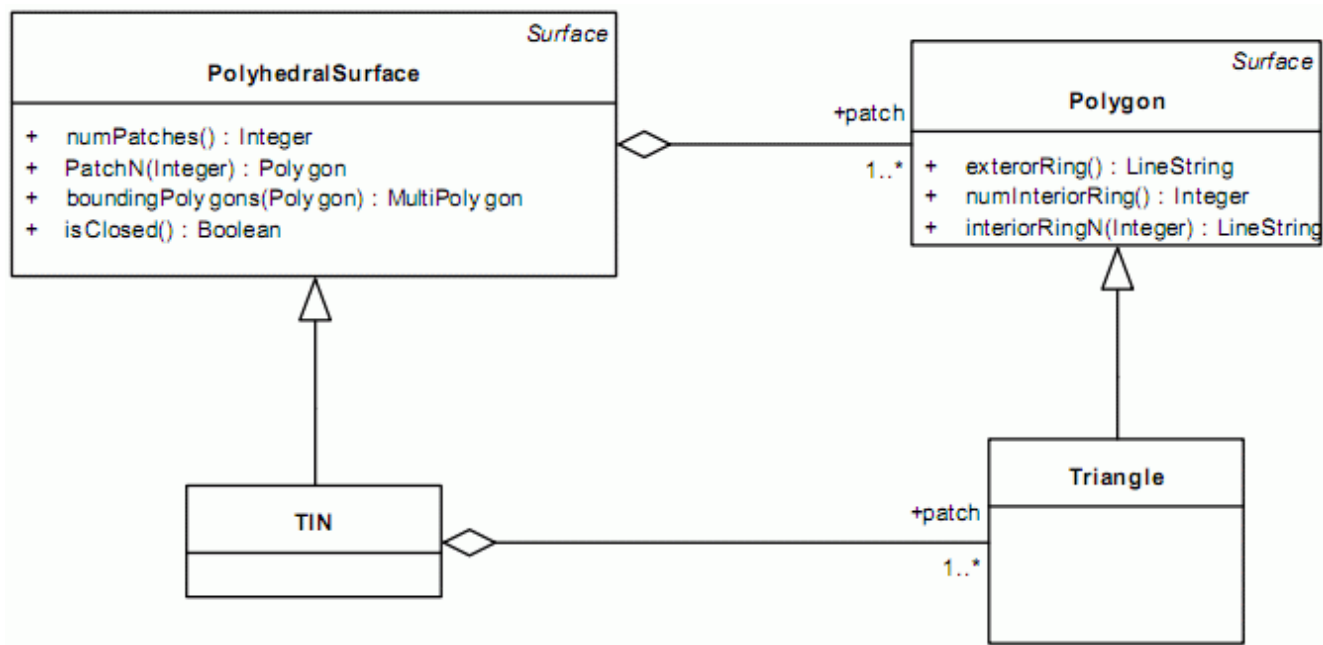 Surface
PolyhedralSurface
+ numPatches() : Integer
+ PatchN(Integer) : Polygon
+ boundingPolygons(Polygon) : MultiPolygon
+ isClosed() : Boolean
+patch
1..*
Surface
Polygon
+ exterorRing() : LineString
+ numInteriorRing() : Integer
+ interiorRingN(Integer) : LineString
TIN
+patch
1..*
Triangle